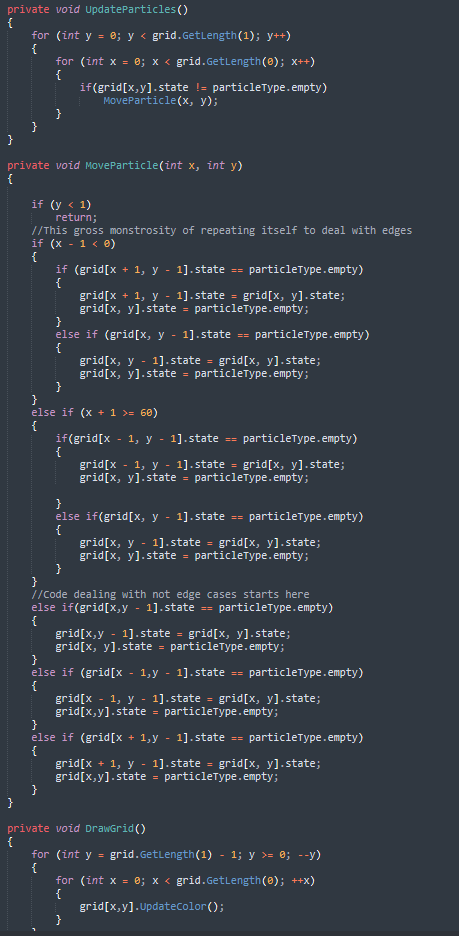 private void UpdateParticles()
{
    for (int y = 0; y < grid.GetLength(1); y++)
    {
        for (int x = 0; x < grid.GetLength(0); x++)
        {
            if(grid[x,y].state != particleType.empty)
                MoveParticle(x, y);
        }
    }
}

private void MoveParticle(int x, int y)
{

    if (y < 1)
        return;
    //This gross monstrosity of repeating itself to deal with edges
    if (x - 1 < 0)
    {
        if (grid[x + 1, y - 1].state == particleType.empty)
        {
            grid[x + 1, y - 1].state = grid[x, y].state;
            grid[x, y].state = particleType.empty;
        }
        else if (grid[x, y - 1].state == particleType.empty)
        {
            grid[x, y - 1].state = grid[x, y].state;
            grid[x, y].state = particleType.empty;
        }
    }
    else if (x + 1 >= 60)
    {
        if(grid[x - 1, y - 1].state == particleType.empty)
        {
            grid[x - 1, y - 1].state = grid[x, y].state;
            grid[x, y].state = particleType.empty;

        }
        else if(grid[x, y - 1].state == particleType.empty)
        {
            grid[x, y - 1].state = grid[x, y].state;
            grid[x, y].state = particleType.empty;
        }
    }
    //Code dealing with not edge cases starts here
    else if(grid[x,y - 1].state == particleType.empty)
    {
        grid[x,y - 1].state = grid[x, y].state;
        grid[x, y].state = particleType.empty;
    }
    else if (grid[x - 1,y - 1].state == particleType.empty)
    {
        grid[x - 1, y - 1].state = grid[x, y].state;
        grid[x,y].state = particleType.empty;
    }
    else if (grid[x + 1,y - 1].state == particleType.empty)
    {
        grid[x + 1, y - 1].state = grid[x, y].state;
        grid[x,y].state = particleType.empty;
    }
}

private void DrawGrid()
{
    for (int y = grid.GetLength(1) - 1; y >= 0; --y)
    {
        for (int x = 0; x < grid.GetLength(0); ++x)
        {
            grid[x,y].UpdateColor();
        }